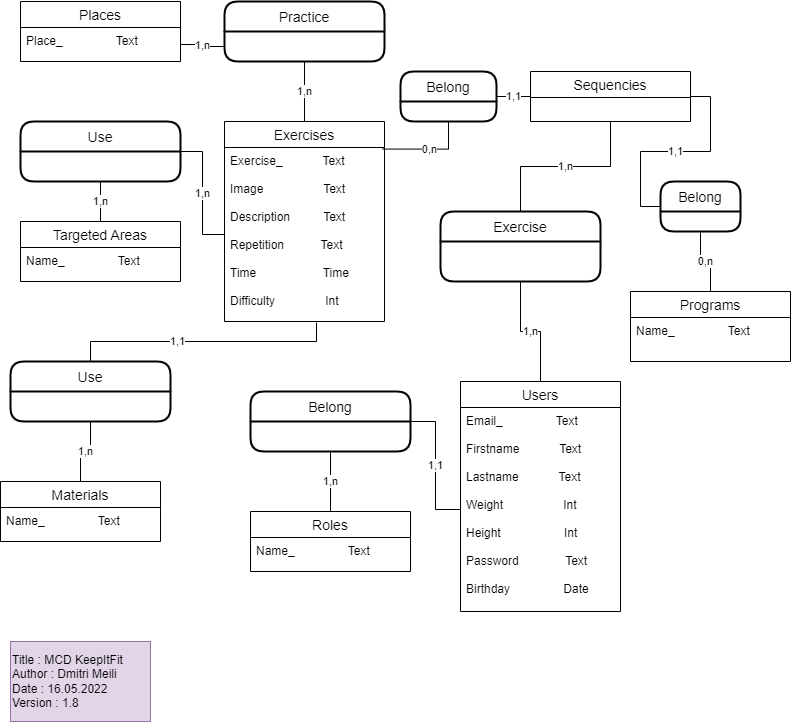 Places
Place_ Text
1,n
Practice
1,n
Belong
1,1
Sequencies
0,n
1,n
1,1
Use
1,n
1,n
Exercises
Exercise_ Text
Image Text
Description Text
Repetition Text
Time Time
Difficulty Int
Targeted Areas
Name_ Text
Exercise
1,n
Belong
0,n
Programs
Name_ Text
1,1
Use
1,n
Materials
Name_ Text
Belong
1,1
1,n
Roles
Name_ Text
Users
Email_ Text
Firstname Text
Lastname Text
Weight Int
Height Int
Password Text
Birthday Date
Title : MCD KeepItFit
Author : Dmitri Meili
Date : 16.05.2022
Version : 1.8